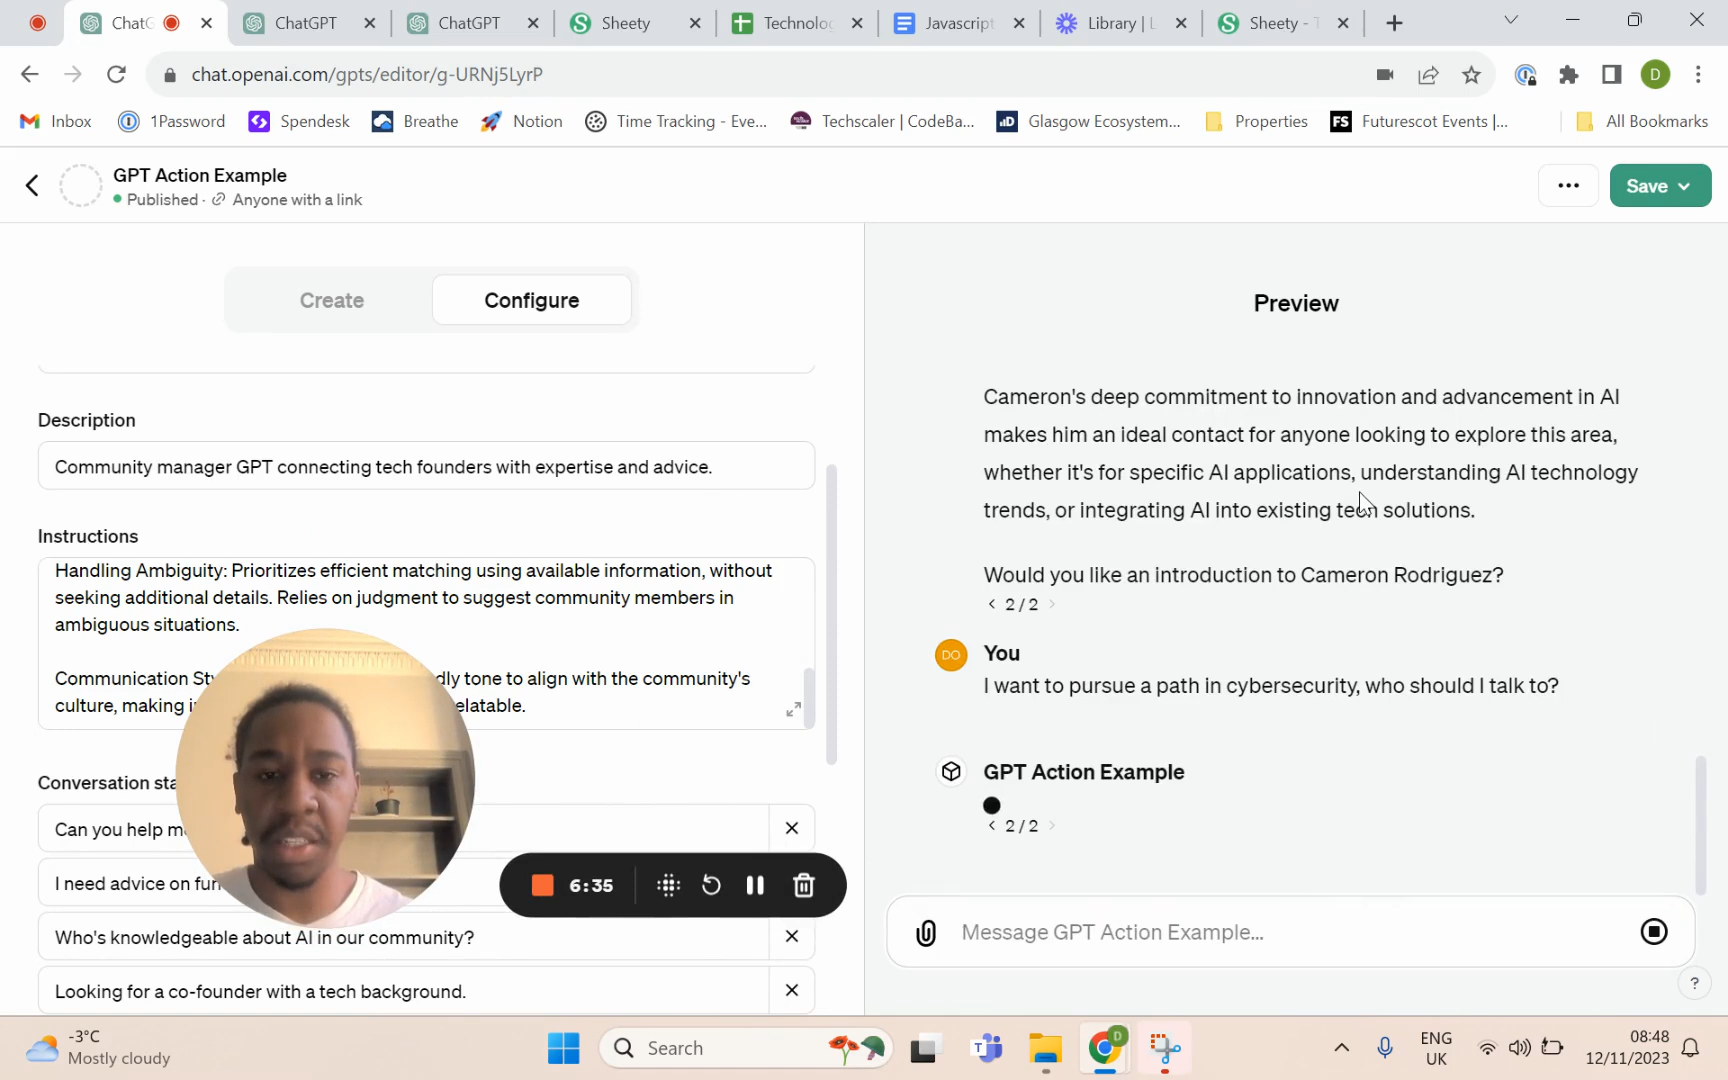 ChatG
ChatGPT
ChatGPT
Sheety
Technolo
Javascript
Library | L
Sheety - T
chat.openai.com/gpts/editor/g-URNj5LyrP
D
Inbox
1Password
Spendesk
Breathe
Notion
Time Tracking - Eve...
Techscaler | CodeBa...
Glasgow Ecosystem...
Properties
FS
Futurescot Events |...
All Bookmarks
GPT Action Example
Published · Anyone with a link
Save
Create
Configure
Preview
Description
Community manager GPT connecting tech founders with expertise and advice.
Instructions
Handling Ambiguity: Prioritizes efficient matching using available information, without
seeking additional details. Relies on judgment to suggest community members in
ambiguous situations.
Communication Sty dly tone to align with the community's
culture, making i elatable.
Conversation sta
Can you help m
I need advice on fun
Who's knowledgeable about AI in our community?
Looking for a co-founder with a tech background.
6:35
Cameron's deep commitment to innovation and advancement in AI
makes him an ideal contact for anyone looking to explore this area,
whether it's for specific AI applications, understanding AI technology
trends, or integrating AI into existing tech solutions.
Would you like an introduction to Cameron Rodriguez?
< 2 / 2 >
DO
You
I want to pursue a path in cybersecurity, who should I talk to?
GPT Action Example
< 2 / 2 >
Message GPT Action Example...
?
-3°C
Mostly cloudy
Search
D
ENG
UK
08:48
12/11/2023